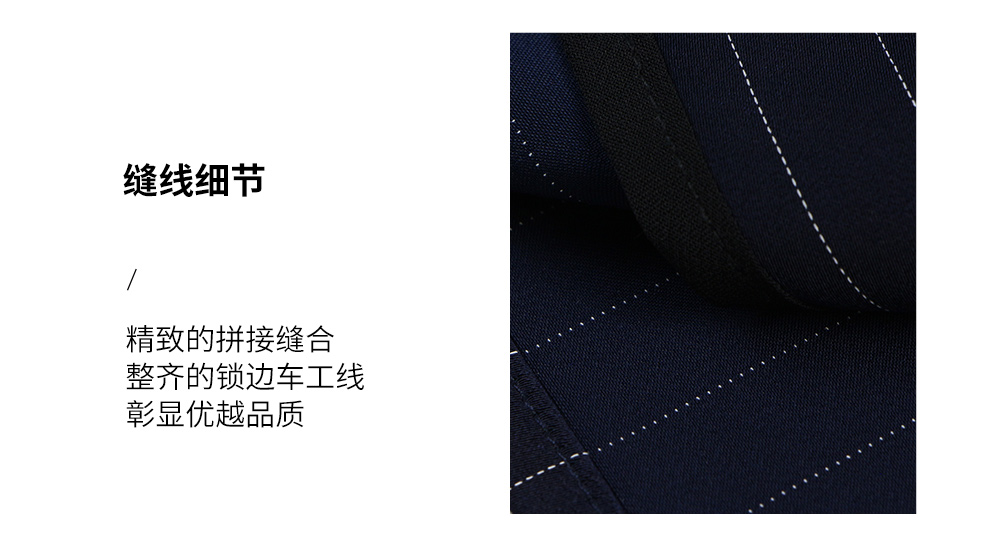 缝线细节
/
精致的拼接缝合
整齐的锁边车工线
彰显优越品质